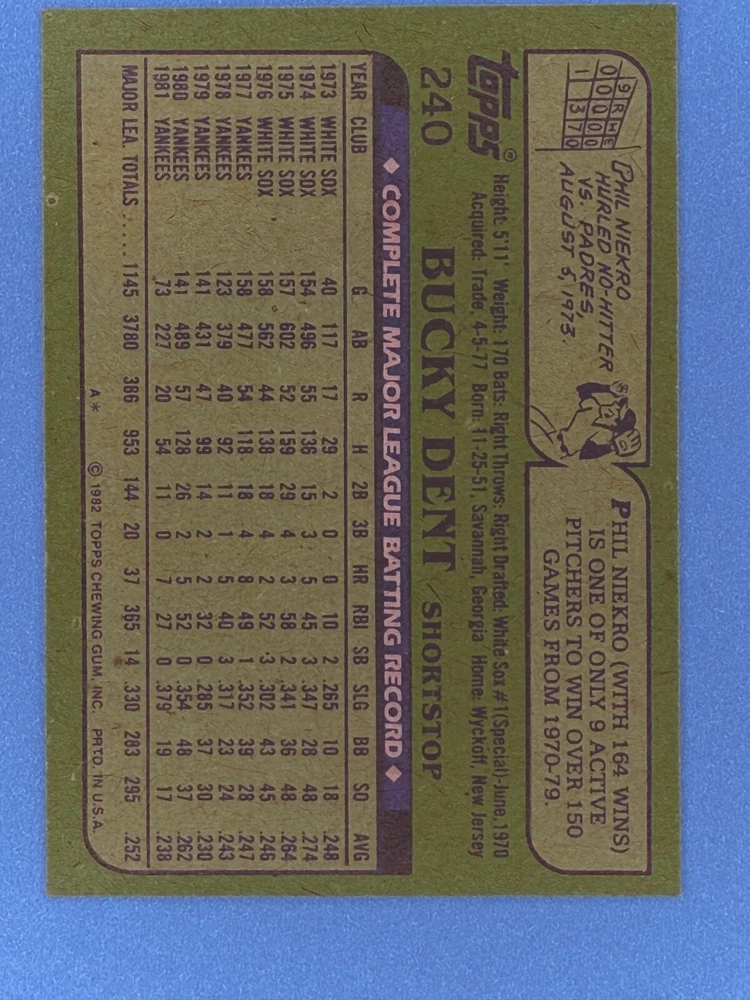 9 R H E
0 0 0 0 0
1 1 3 7 0
PHIL NIEKRO
HURLED NO-HITTER
VS. PADRES,
AUGUST 5, 1973.
PHIL NIEKRO (WITH 164 WINS)
IS ONE OF ONLY 9 ACTIVE
PITCHERS TO WIN OVER 150
GAMES FROM 1970-79.
topps®
Height: 5'11" Weight: 170 Bats: Right Throws: Right Drafted: White Sox #1(Special)-June, 1970
Acquired: Trade, 4-5-77 Born: 11-25-51, Savannah, Georgia Home: Wyckoff, New Jersey
240 BUCKY DENT / SHORTSTOP
◆ COMPLETE MAJOR LEAGUE BATTING RECORD ◆
YEAR CLUB G AB R H 2B 3B HR RBI SB SLG BB SO AVG
1973 WHITE SOX 40 117 17 29 2 0 0 10 2 .265 10 18 .248
1974 WHITE SOX 154 496 55 136 15 3 5 45 3 .347 28 48 .274
1975 WHITE SOX 157 602 52 159 29 4 3 58 2 .341 36 48 .264
1976 WHITE SOX 158 562 44 138 18 4 2 52 3 .302 43 45 .246
1977 YANKEES 158 477 54 118 18 4 8 49 1 .352 39 28 .247
1978 YANKEES 123 379 40 92 11 1 5 40 3 .317 23 24 .243
1979 YANKEES 141 431 47 99 14 2 2 32 0 .285 37 30 .230
1980 YANKEES 141 489 57 128 26 2 5 52 0 .354 48 37 .262
1981 YANKEES 73 227 20 54 11 0 7 27 0 .379 19 17 .238
MAJOR LEA. TOTALS ..... 1145 3780 386 953 144 20 37 365 14 .330 283 295 .252
A* © 1982 TOPPS CHEWING GUM, INC. PRTD. IN U.S.A.